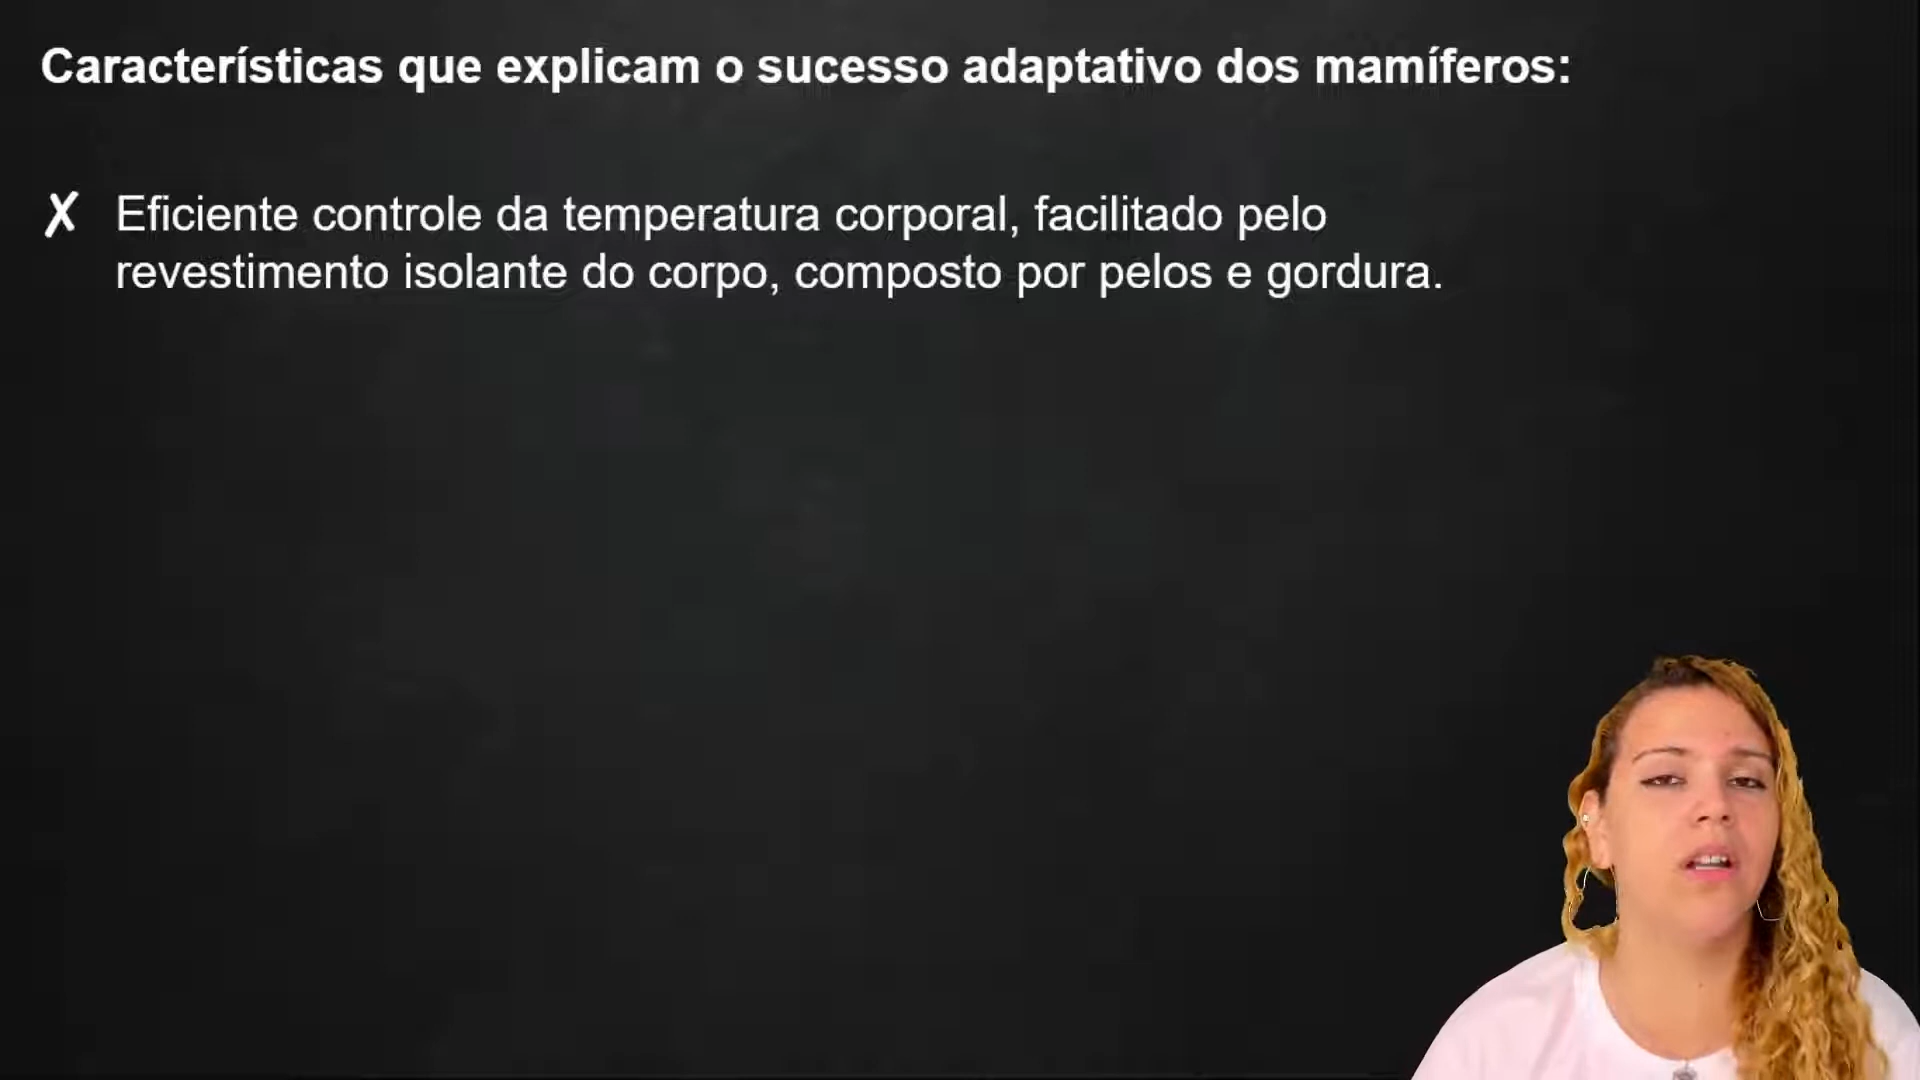 Características que explicam o sucesso adaptativo dos mamíferos:
✗ Eficiente controle da temperatura corporal, facilitado pelo
revestimento isolante do corpo, composto por pelos e gordura.